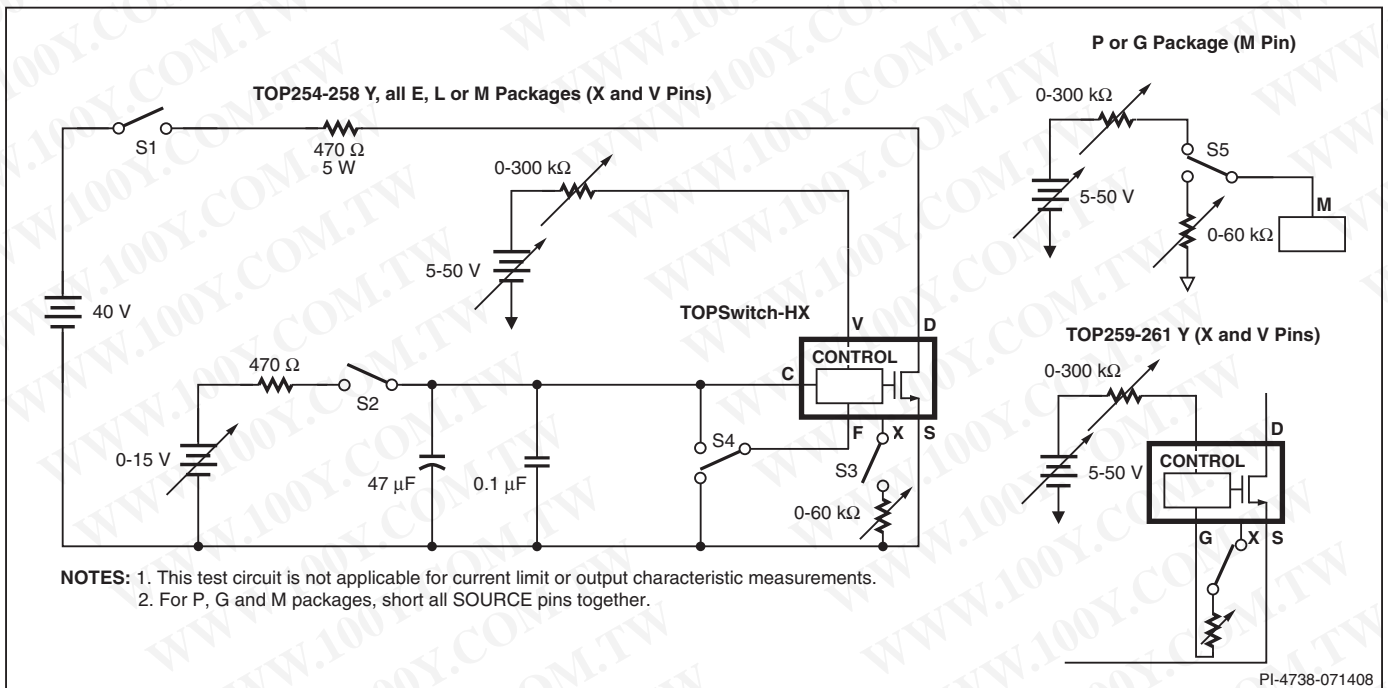 P or G Package (M Pin)
TOP254-258 Y, all E, L or M Packages (X and V Pins)
0-300 kΩ
S1
470 Ω
5 W
S5
0-300 kΩ
5-50 V
M
0-60 kΩ
5-50 V
40 V
TOPSwitch-HX
V
D
TOP259-261 Y (X and V Pins)
CONTROL
C
470 Ω
S2
0-300 kΩ
F
X
S
D
S4
S3
0-15 V
47 µF
0.1 µF
5-50 V
CONTROL
0-60 kΩ
G
X
S
NOTES: 1. This test circuit is not applicable for current limit or output characteristic measurements.
2. For P, G and M packages, short all SOURCE pins together.
PI-4738-071408
WWW.100Y.COM.TW